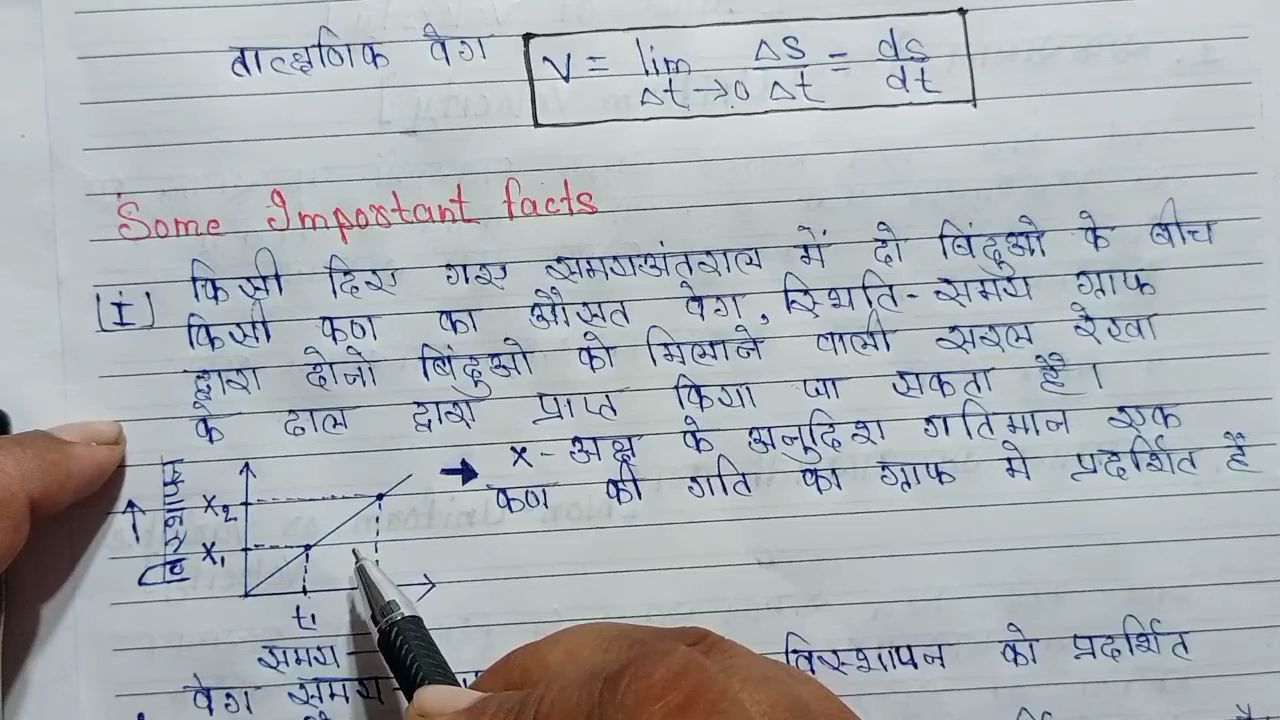 तात्क्षणिक वेग V = lim Δt→0 ΔS/Δt = ds/dt
Some Important facts
(I) किसी दिए गए समयअंतराल में दो बिंदुओ के बीच
किसी कण का औसत वेग, स्थिति-समय ग्राफ
द्वारा दोनो बिंदुओ को मिलाने वाली सरल रेखा
के ढाल द्वारा प्राप्त किया जा सकता है।
→ x-अक्ष के अनुदिश गतिमान एक
कण की गति का ग्राफ मे प्रदर्शित है
विस्थापन
x₂
x₁
t₁
समय
वेग समय विस्थापन को प्रदर्शित